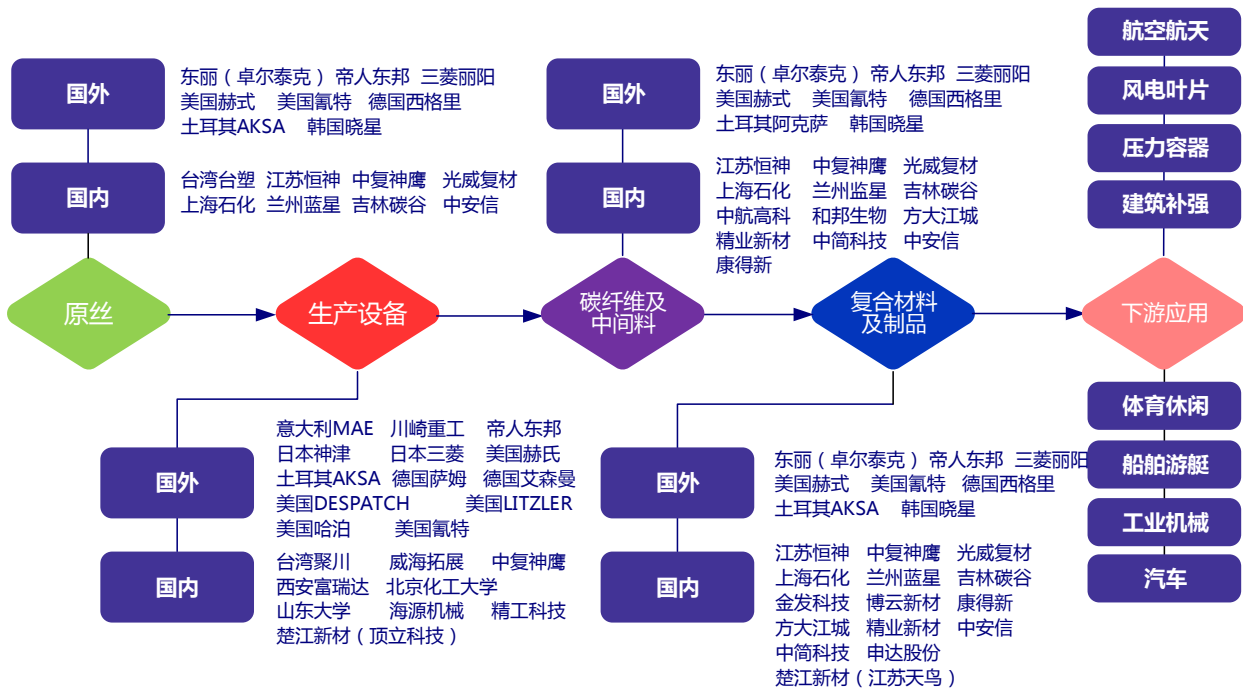 国外
东丽（卓尔泰克） 帝人东邦 三菱丽阳
美国赫式 美国氰特 德国西格里
土耳其AKSA 韩国晓星
国内
台湾台塑 江苏恒神 中复神鹰 光威复材
上海石化 兰州蓝星 吉林碳谷 中安信
原丝
生产设备
国外
意大利MAE 川崎重工 帝人东邦
日本神津 日本三菱 美国赫氏
土耳其AKSA 德国萨姆 德国艾森曼
美国DESPATCH 美国LITZLER
美国哈泊 美国氰特
国内
台湾聚川 威海拓展 中复神鹰
西安富瑞达 北京化工大学
山东大学 海源机械 精工科技
楚江新材（顶立科技）
国外
东丽（卓尔泰克） 帝人东邦 三菱丽阳
美国赫式 美国氰特 德国西格里
土耳其阿克萨 韩国晓星
国内
江苏恒神 中复神鹰 光威复材
上海石化 兰州监星 吉林碳谷
中航高科 和邦生物 方大江城
精业新材 中简科技 中安信
康得新
碳纤维及
中间料
复合材料
及制品
国外
东丽（卓尔泰克） 帝人东邦 三菱丽阳
美国赫式 美国氰特 德国西格里
土耳其AKSA 韩国晓星
国内
江苏恒神 中复神鹰 光威复材
上海石化 兰州蓝星 吉林碳谷
金发科技 博云新材 康得新
方大江城 精业新材 中安信
中简科技 申达股份
楚江新材（江苏天鸟）
航空航天
风电叶片
压力容器
建筑补强
下游应用
体育休闲
船舶游艇
工业机械
汽车